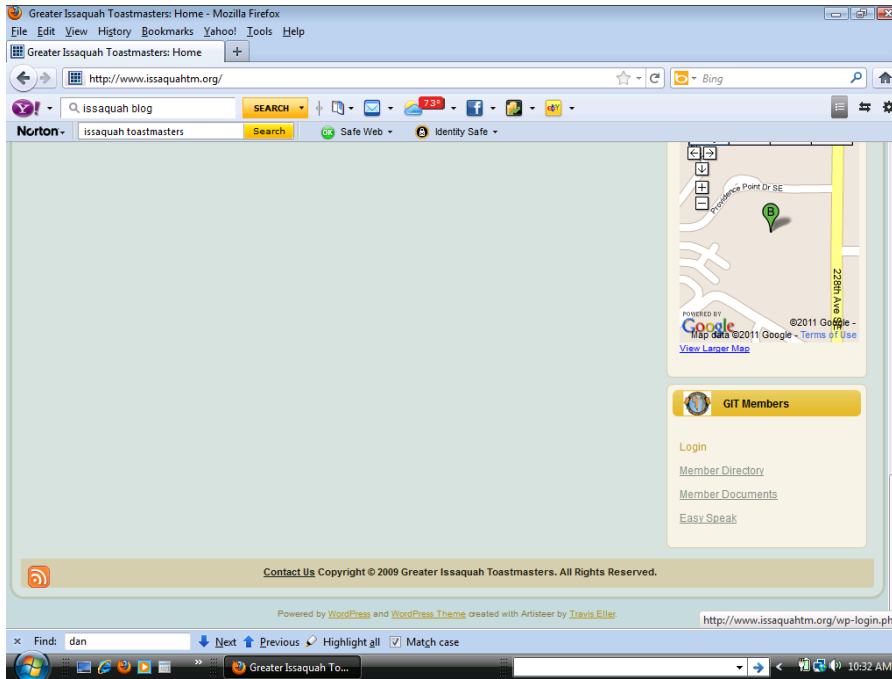 Greater Issaquah Toastmasters: Home - Mozilla Firefox
File Edit View History Bookmarks Yahoo! Tools Help
Greater Issaquah Toastmasters: Home +
http://www.issaquahtm.org/ Bing
Y! issaquah blog SEARCH 73° f eBY
Norton issaquah toastmasters Search OK Safe Web Identity Safe
Providence Point Dr SE
B
228th Ave SE
POWERED BY
Google
©2011 Google -
Map data ©2011 Google - Terms of Use
View Larger Map
GIT Members
Login
Member Directory
Member Documents
Easy Speak
Contact Us Copyright © 2009 Greater Issaquah Toastmasters. All Rights Reserved.
Powered by WordPress and WordPress Theme created with Artisteer by Travis Eller.
http://www.issaquahtm.org/wp-login.ph
× Find: dan Next Previous Highlight all Match case
» Greater Issaquah To... < 10:32 AM